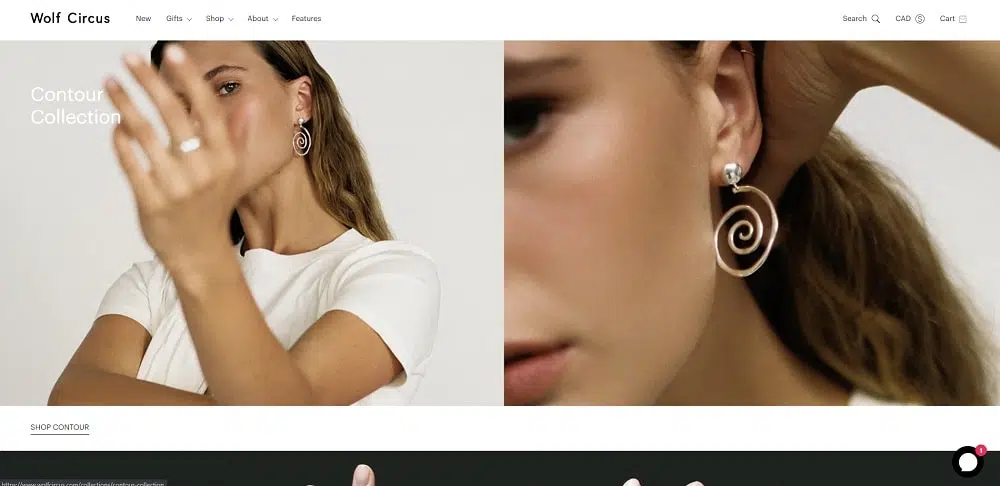 Wolf Circus
New
Gifts
Shop
About
Features
Search
CAD
Cart
Contour
Collection
SHOP CONTOUR
1
https://www.wolfcircus.com/collections/contour-collection